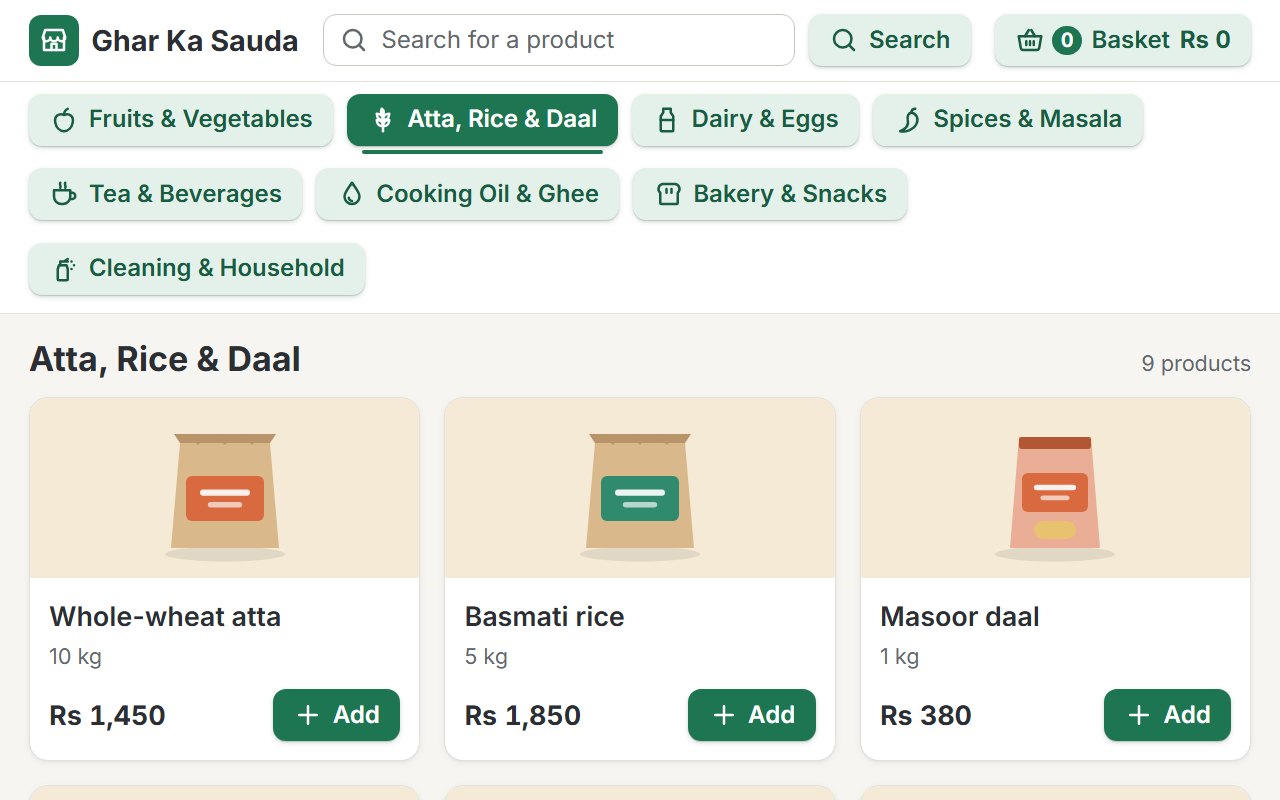 Ghar Ka Sauda
Search for a product
Search
0 Basket Rs 0
Fruits & Vegetables
Atta, Rice & Daal
Dairy & Eggs
Spices & Masala
Tea & Beverages
Cooking Oil & Ghee
Bakery & Snacks
Cleaning & Household
Atta, Rice & Daal
9 products
Whole-wheat atta
10 kg
Rs 1,450
Add
Basmati rice
5 kg
Rs 1,850
Add
Masoor daal
1 kg
Rs 380
Add